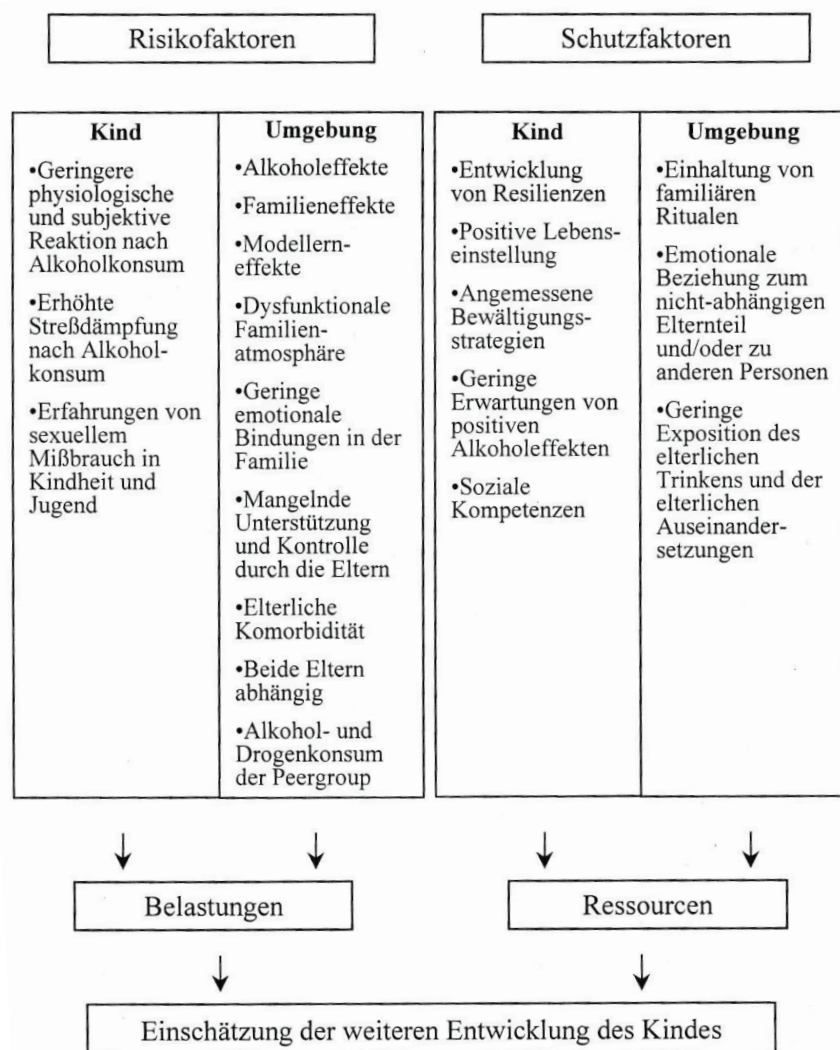 Risikofaktoren
Schutzfaktoren
Kind
•Geringere
physiologische
und subjektive
Reaktion nach
Alkoholkonsum
•Erhöhte
Streßdämpfung
nach Alkohol-
konsum
•Erfahrungen von
sexuellem
Mißbrauch in
Kindheit und
Jugend
Umgebung
•Alkoholeffekte
•Familieneffekte
•Modellern-
effekte
•Dysfunktionale
Familien-
atmosphäre
•Geringe
emotionale
Bindungen in der
Familie
•Mangelnde
Unterstützung
und Kontrolle
durch die Eltern
•Elterliche
Komorbidität
•Beide Eltern
abhängig
•Alkohol- und
Drogenkonsum
der Peergroup
Kind
•Entwicklung
von Resilienzen
•Positive Lebens-
einstellung
•Angemessene
Bewältigungs-
strategien
•Geringe
Erwartungen von
positiven
Alkoholeffekten
•Soziale
Kompetenzen
Umgebung
•Einhaltung von
familiären
Ritualen
•Emotionale
Beziehung zum
nicht-abhängigen
Elternteil
und/oder zu
anderen Personen
•Geringe
Exposition des
elterlichen
Trinkens und der
elterlichen
Auseinander-
setzungen
Belastungen
Ressourcen
Einschätzung der weiteren Entwicklung des Kindes